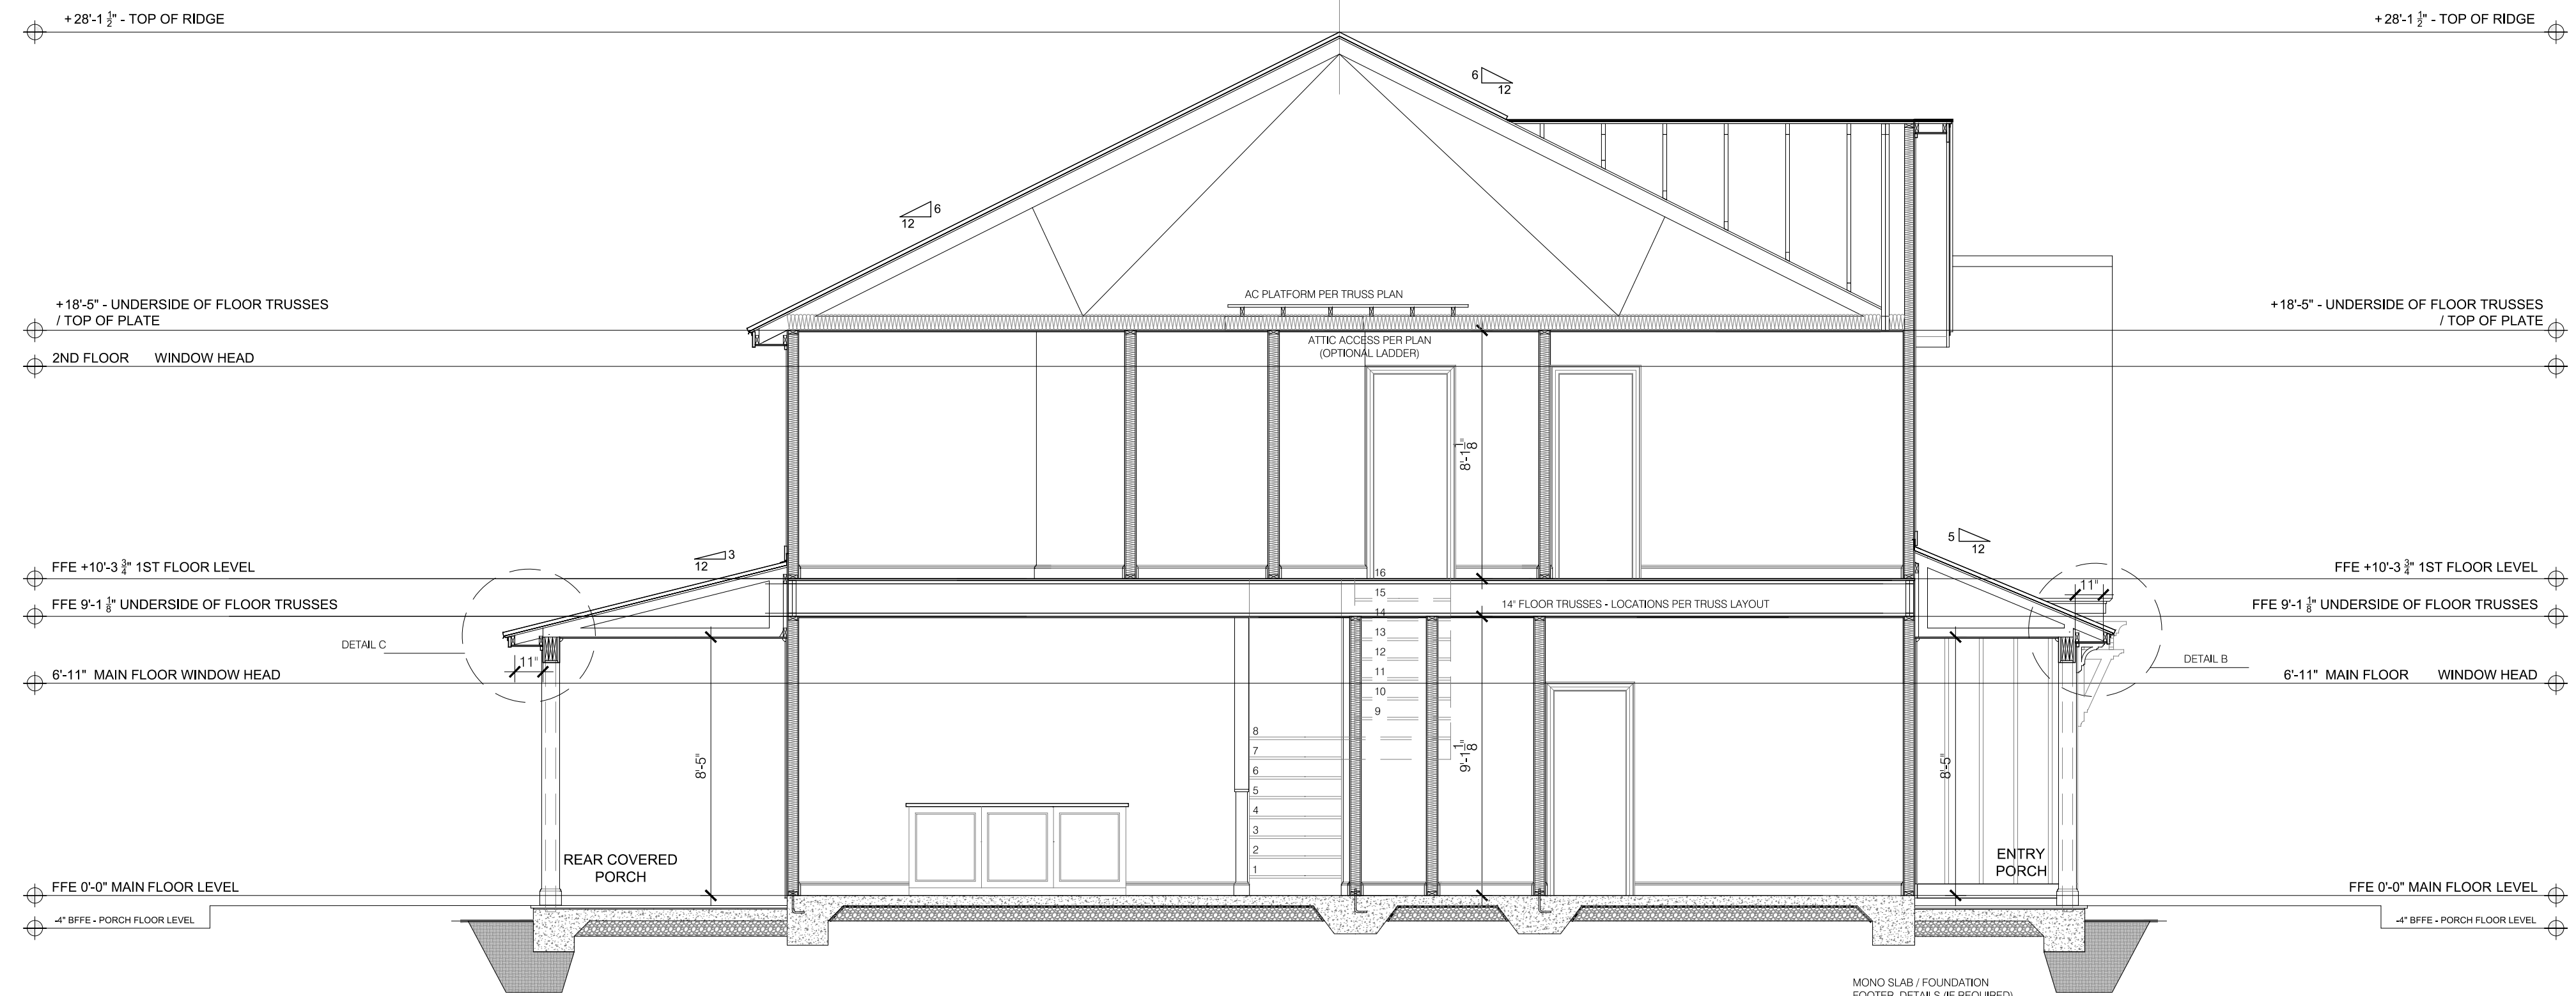 +28'-1 1/2" - TOP OF RIDGE
+28'-1 1/2" - TOP OF RIDGE
6
12
6
12
+18'-5" - UNDERSIDE OF FLOOR TRUSSES
/ TOP OF PLATE
AC PLATFORM PER TRUSS PLAN
+18'-5" - UNDERSIDE OF FLOOR TRUSSES
/ TOP OF PLATE
ATTIC ACCESS PER PLAN
(OPTIONAL LADDER)
2ND FLOOR WINDOW HEAD
8'-1 1/8"
3
12
5
12
FFE +10'-3 3/4" 1ST FLOOR LEVEL
16
FFE +10'-3 3/4" 1ST FLOOR LEVEL
11"
15
FFE 9'-1 1/8" UNDERSIDE OF FLOOR TRUSSES
14" FLOOR TRUSSES - LOCATIONS PER TRUSS LAYOUT
FFE 9'-1 1/8" UNDERSIDE OF FLOOR TRUSSES
14
13
DETAIL C
12
DETAIL B
11"
11
6'-11" MAIN FLOOR WINDOW HEAD
6'-11" MAIN FLOOR WINDOW HEAD
10
9
8
7
6
5
4
3
2
1
8'-5"
9'-1 1/8"
8'-5"
REAR COVERED
PORCH
ENTRY
PORCH
FFE 0'-0" MAIN FLOOR LEVEL
FFE 0'-0" MAIN FLOOR LEVEL
-4" BFFE - PORCH FLOOR LEVEL
-4" BFFE - PORCH FLOOR LEVEL
MONO SLAB / FOUNDATION
FOOTER DETAILS (IF REQUIRED)